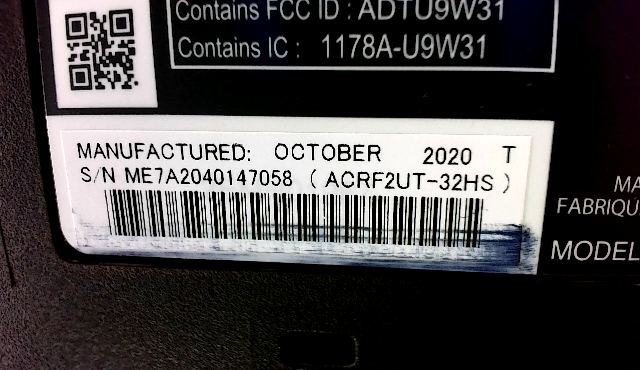 Contains FCC ID : ADTU9W31
Contains IC : 1178A-U9W31
MANUFACTURED: OCTOBER 2020 T
S/N ME7A2040147058 ( ACRF2UT-32HS )
MA
FABRIQU
MODEL